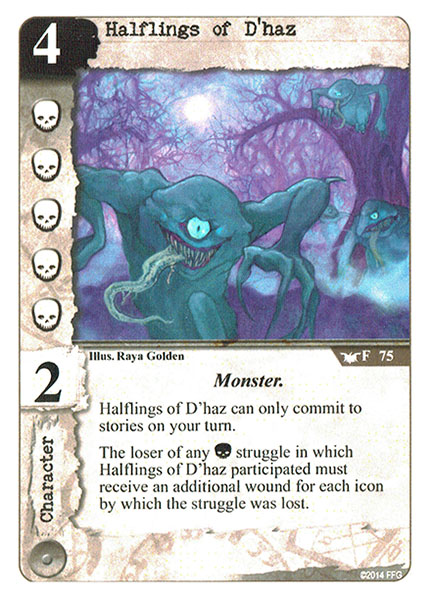 4
Halflings of D'haz
Illus. Raya Golden
F 75
2
Monster.
Halflings of D'haz can only commit to
stories on your turn.
The loser of any struggle in which
Halflings of D'haz participated must
receive an additional wound for each icon
by which the struggle was lost.
Character
©2014 FFG